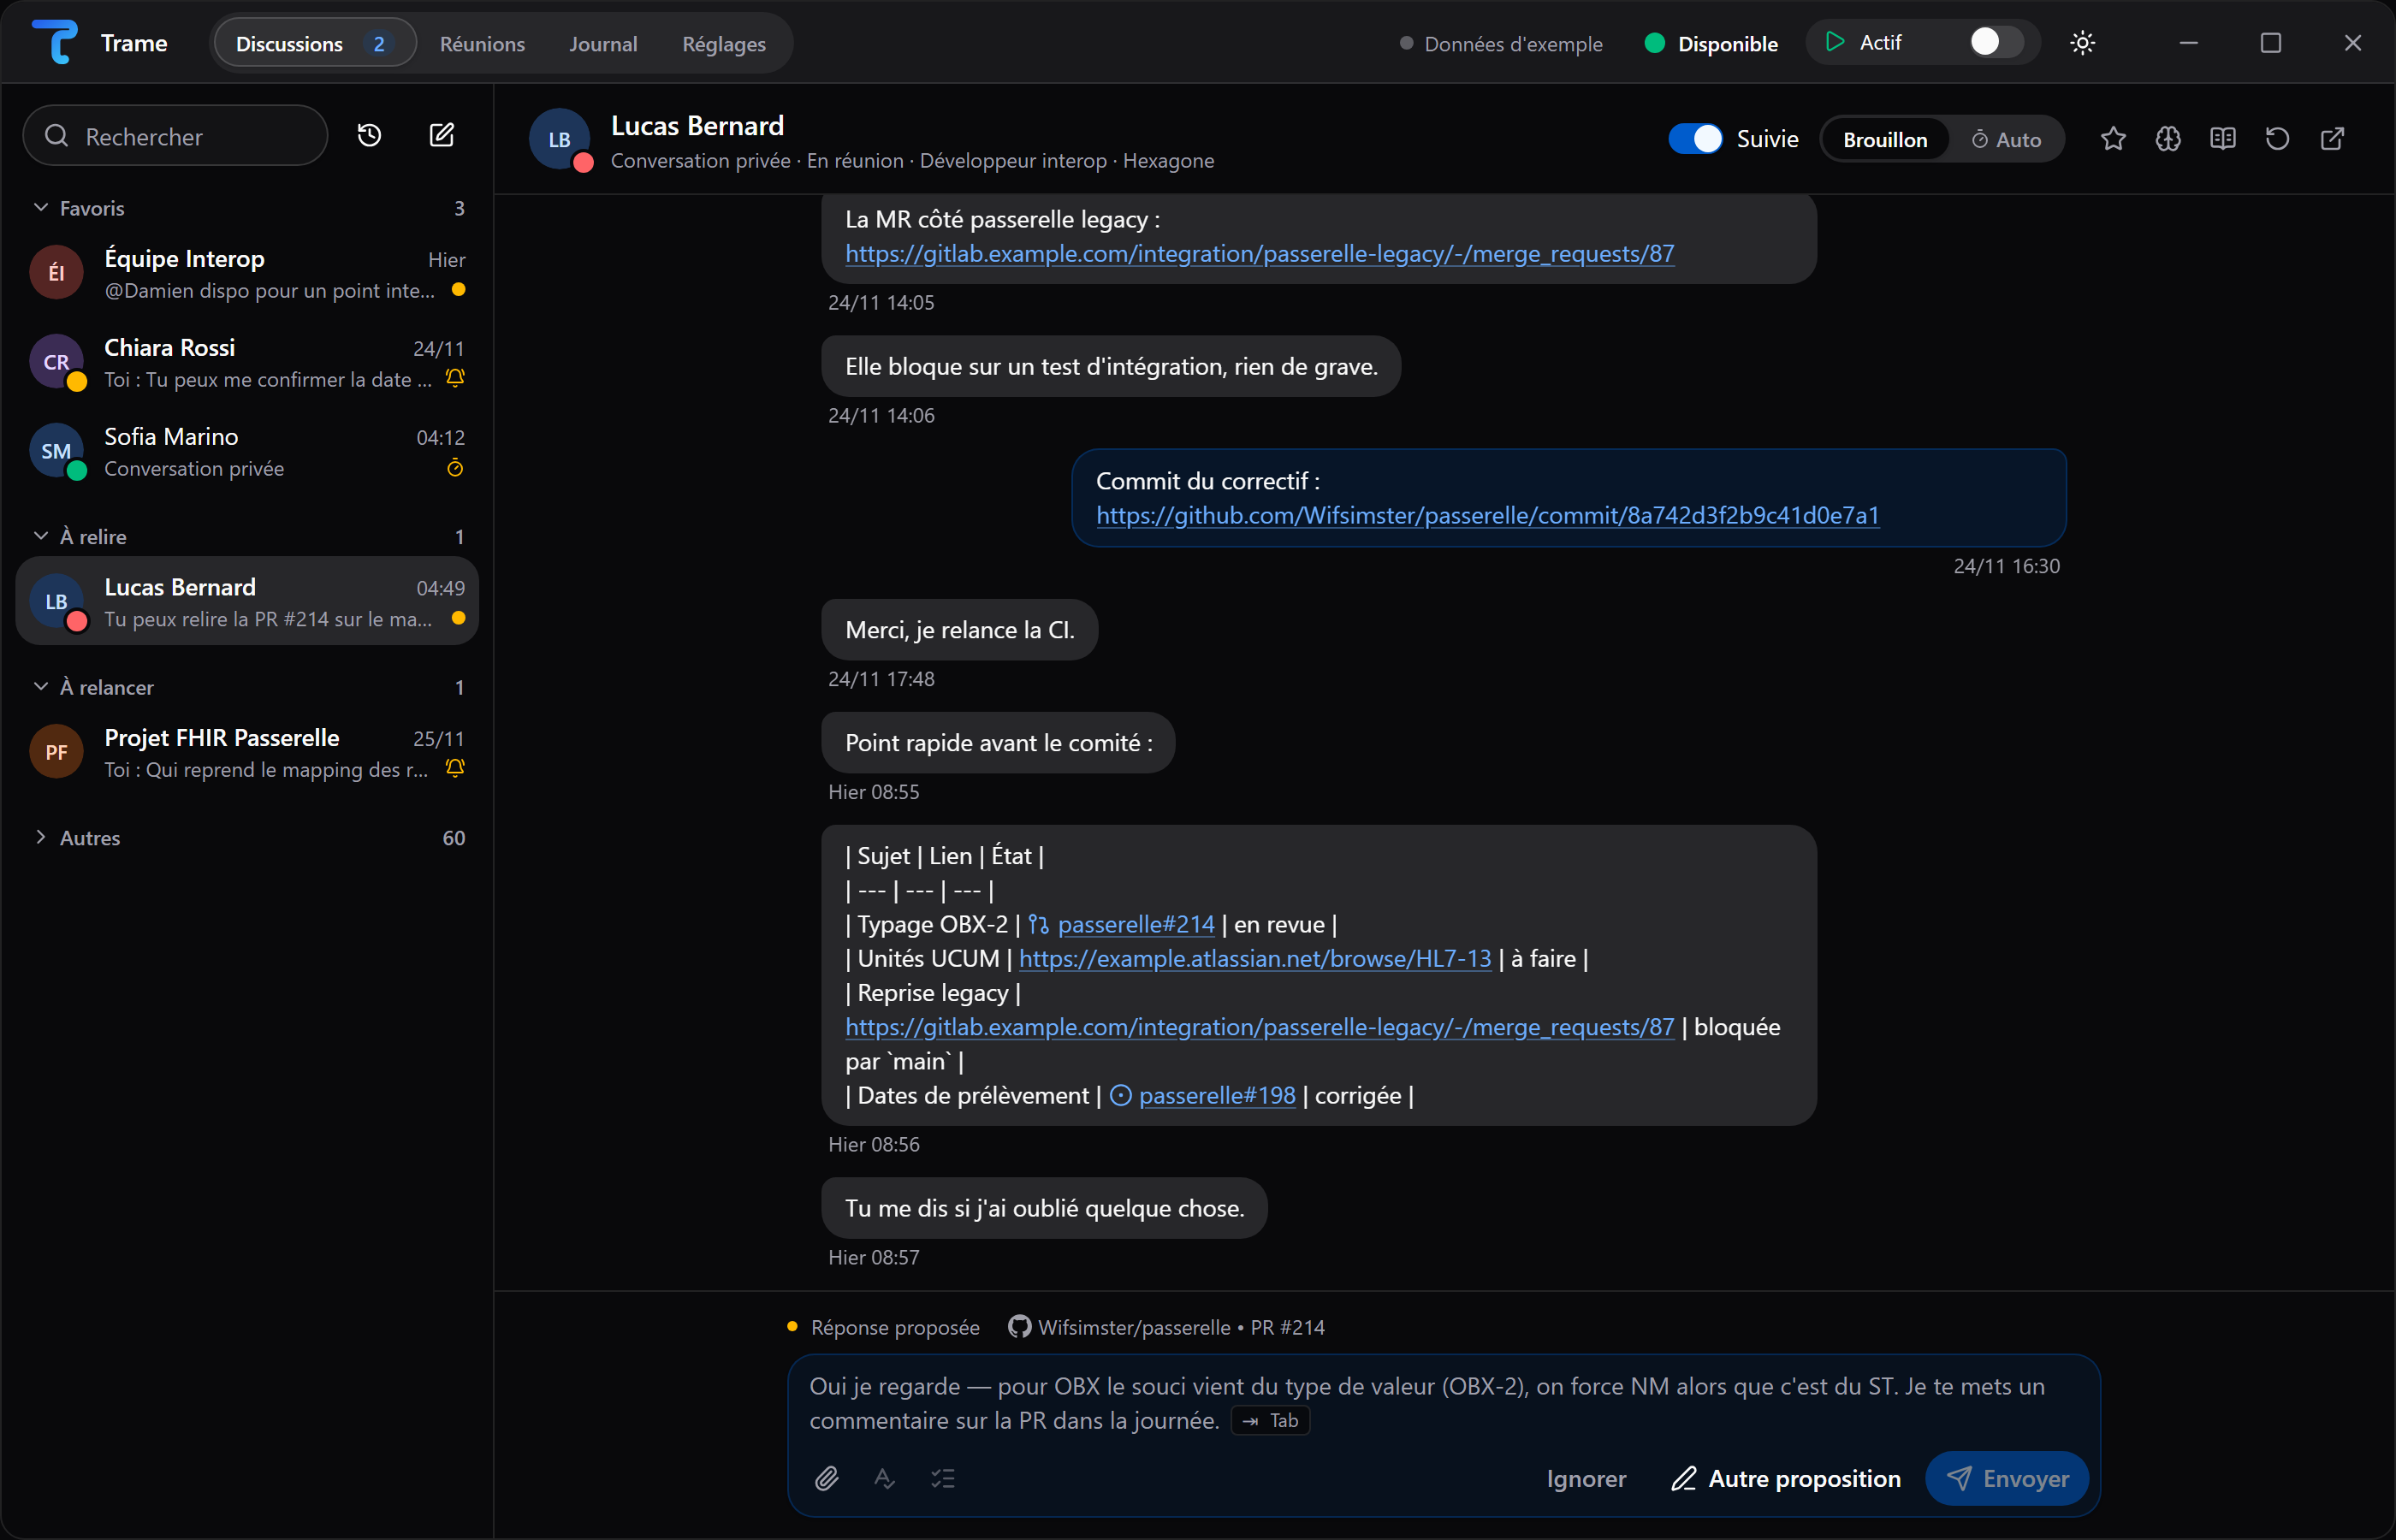 Trame
Discussions 2
Réunions
Journal
Réglages
Données d'exemple
Disponible
Actif
Rechercher
Favoris 3
ÉI
Équipe Interop Hier
@Damien dispo pour un point inte...
CR
Chiara Rossi 24/11
Toi : Tu peux me confirmer la date ...
SM
Sofia Marino 04:12
Conversation privée
À relire 1
LB
Lucas Bernard 04:49
Tu peux relire la PR #214 sur le ma...
À relancer 1
PF
Projet FHIR Passerelle 25/11
Toi : Qui reprend le mapping des r...
Autres 60
LB
Lucas Bernard
Conversation privée · En réunion · Développeur interop · Hexagone
Suivie
Brouillon
Auto
La MR côté passerelle legacy :
https://gitlab.example.com/integration/passerelle-legacy/-/merge_requests/87
24/11 14:05
Elle bloque sur un test d'intégration, rien de grave.
24/11 14:06
Commit du correctif :
https://github.com/Wifsimster/passerelle/commit/8a742d3f2b9c41d0e7a1
24/11 16:30
Merci, je relance la CI.
24/11 17:48
Point rapide avant le comité :
Hier 08:55
| Sujet | Lien | État |
| --- | --- | --- |
| Typage OBX-2 | passerelle#214 | en revue |
| Unités UCUM | https://example.atlassian.net/browse/HL7-13 | à faire |
| Reprise legacy |
https://gitlab.example.com/integration/passerelle-legacy/-/merge_requests/87 | bloquée
par `main` |
| Dates de prélèvement | passerelle#198 | corrigée |
Hier 08:56
Tu me dis si j'ai oublié quelque chose.
Hier 08:57
Réponse proposée
Wifsimster/passerelle • PR #214
Oui je regarde — pour OBX le souci vient du type de valeur (OBX-2), on force NM alors que c'est du ST. Je te mets un
commentaire sur la PR dans la journée. ⇥ Tab
Ignorer
Autre proposition
Envoyer